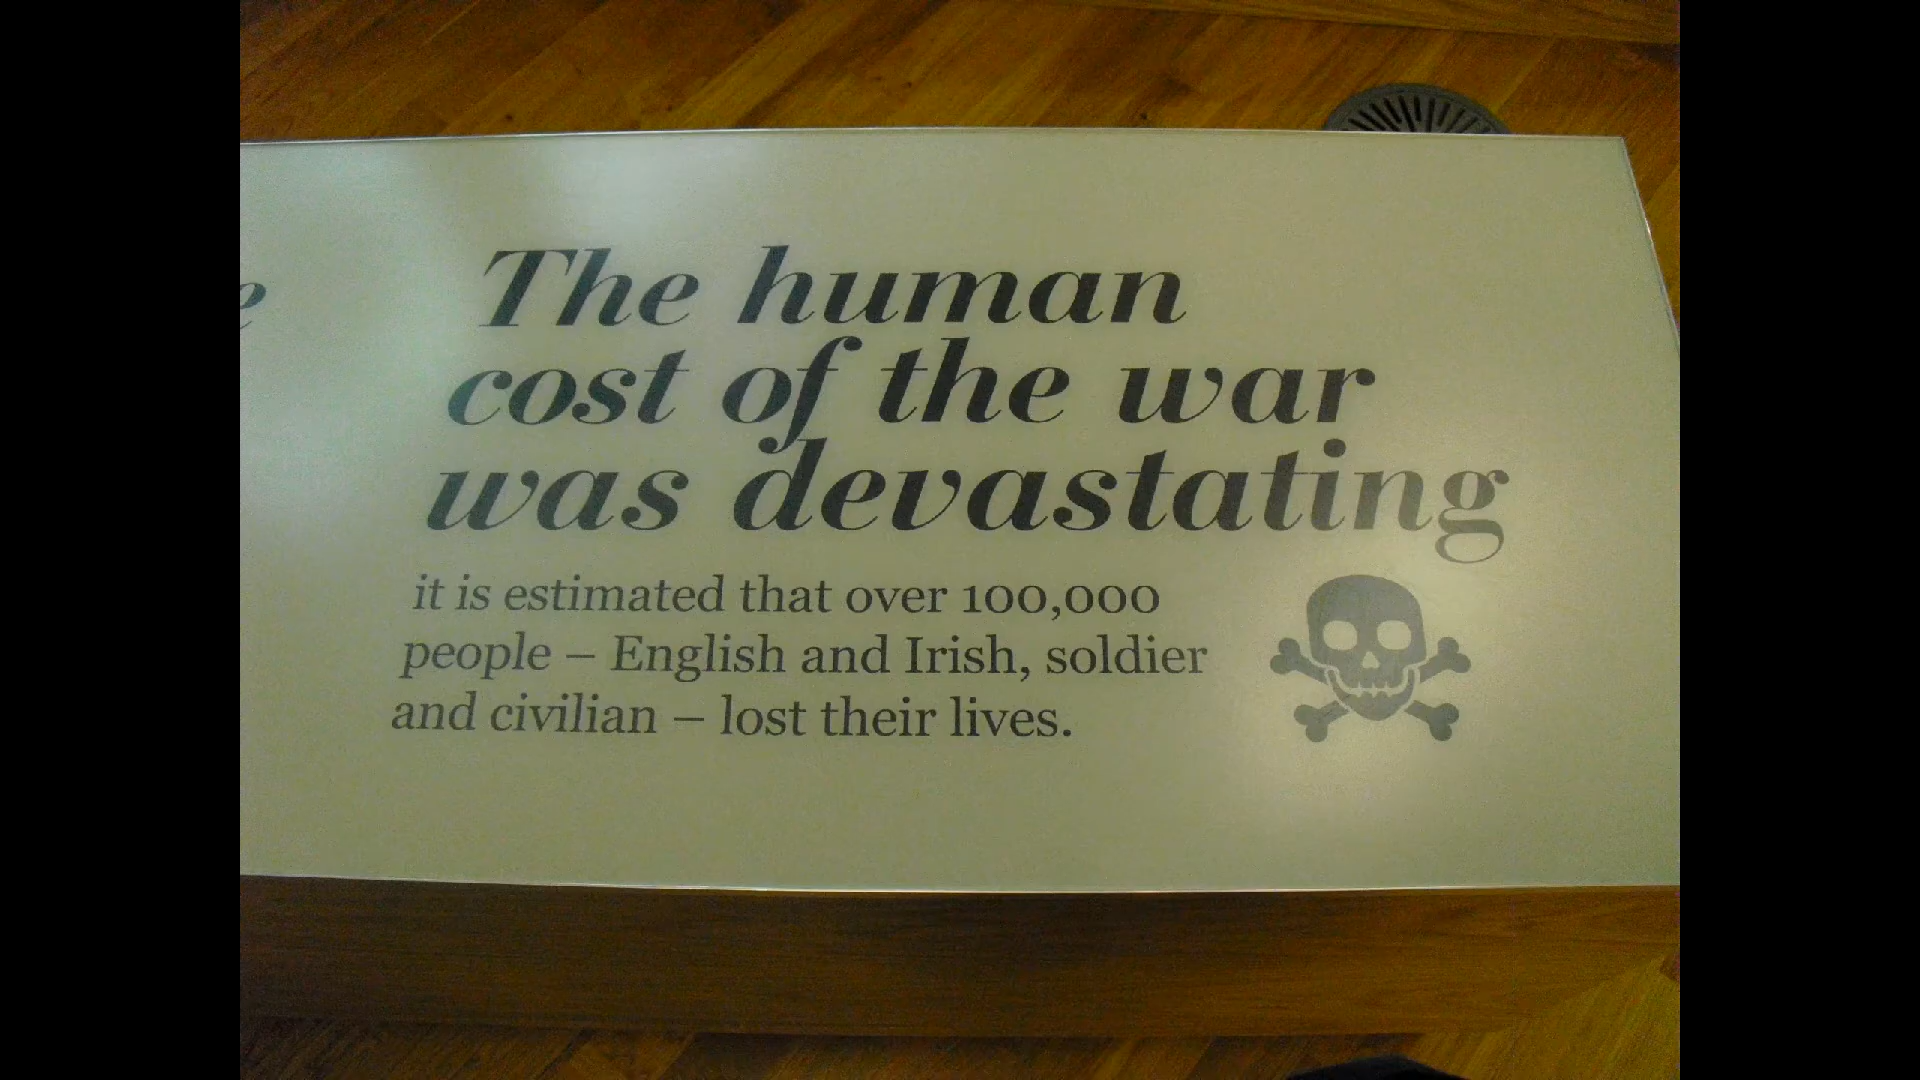 The human
cost of the war
was devastating
it is estimated that over 100,000
people – English and Irish, soldier
and civilian – lost their lives.